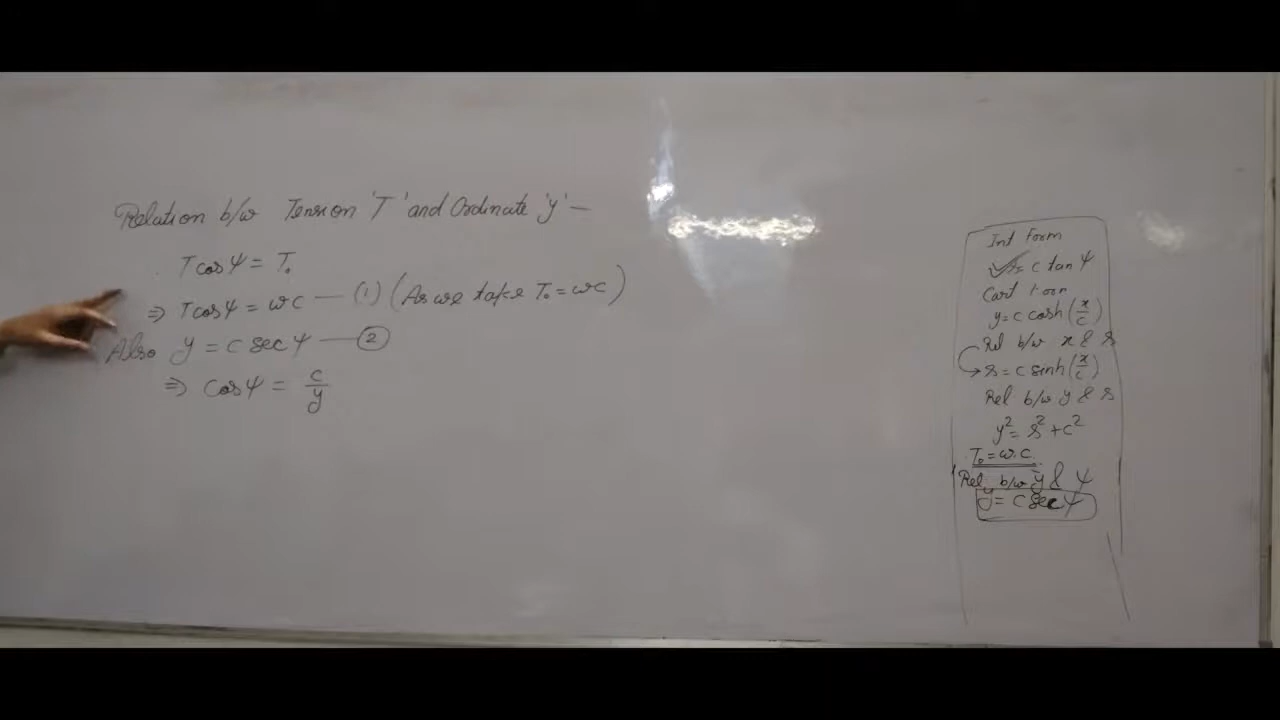 Relation b/w Tension 'T' and Ordinate 'y' –
T cos ψ = T₀
⇒ T cos ψ = wc — (1) (As we take T₀ = wc)
Also y = c sec ψ — ②
⇒ cos ψ = c/y
Int Form
s = c tan ψ
Cart Form
y = c cosh (x/c)
Rel b/w x & s
→ s = c sinh (x/c)
Rel b/w y & s
y² = s² + c²
T₀ = w.c
Rel b/w y & ψ
y = c sec ψ